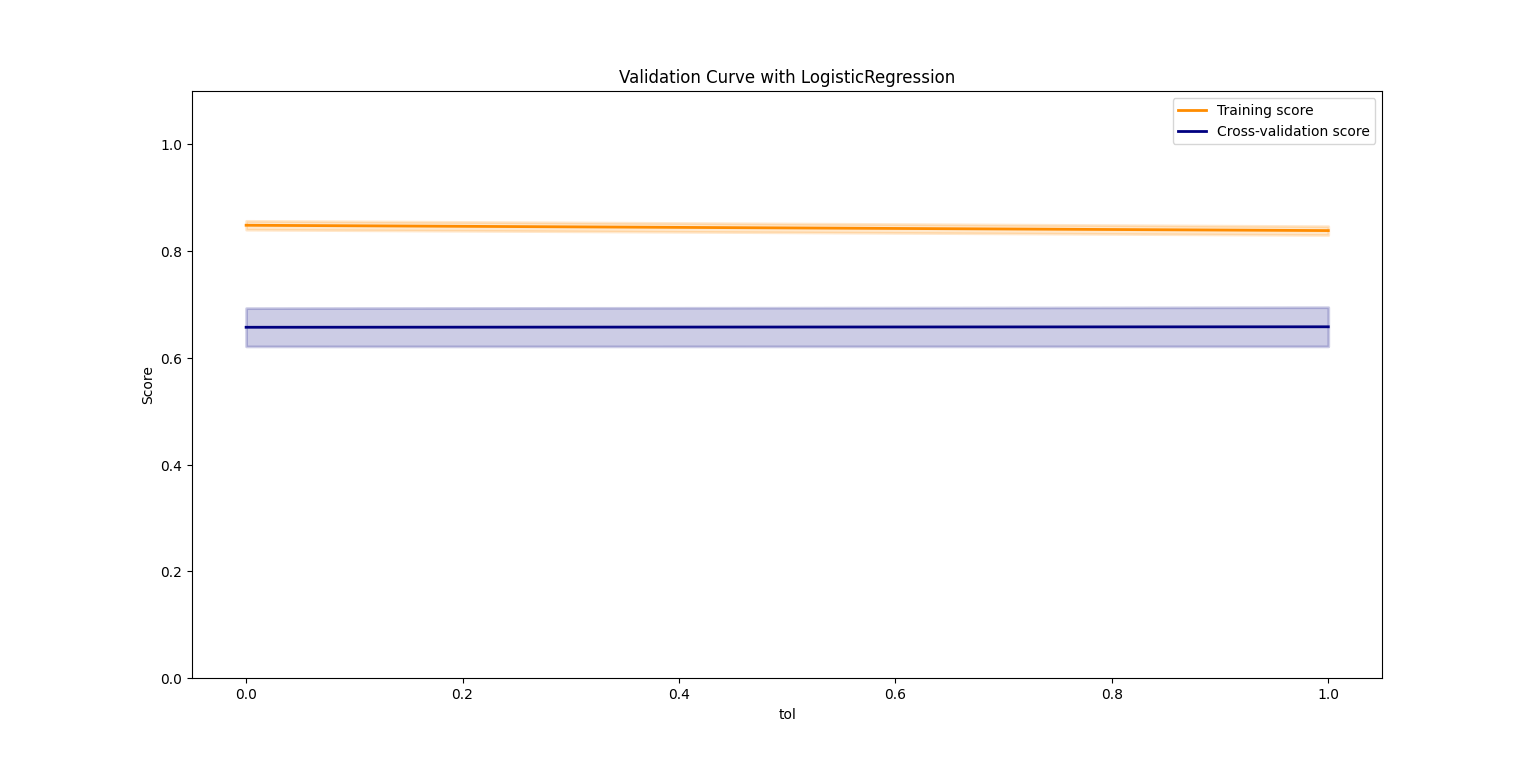 Validation Curve with LogisticRegression
Training score
Cross-validation score
1.0
0.8
0.6
0.4
0.2
0.0
Score
0.0 0.2 0.4 0.6 0.8 1.0
tol